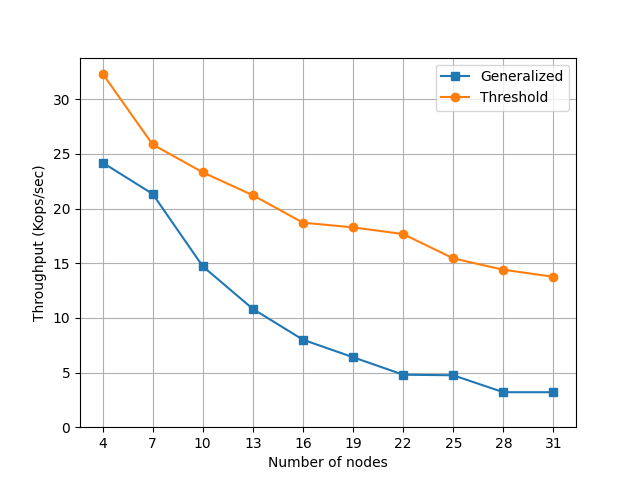 Generalized
Threshold
Throughput (Kops/sec)
30
25
20
15
10
5
0
4 7 10 13 16 19 22 25 28 31
Number of nodes